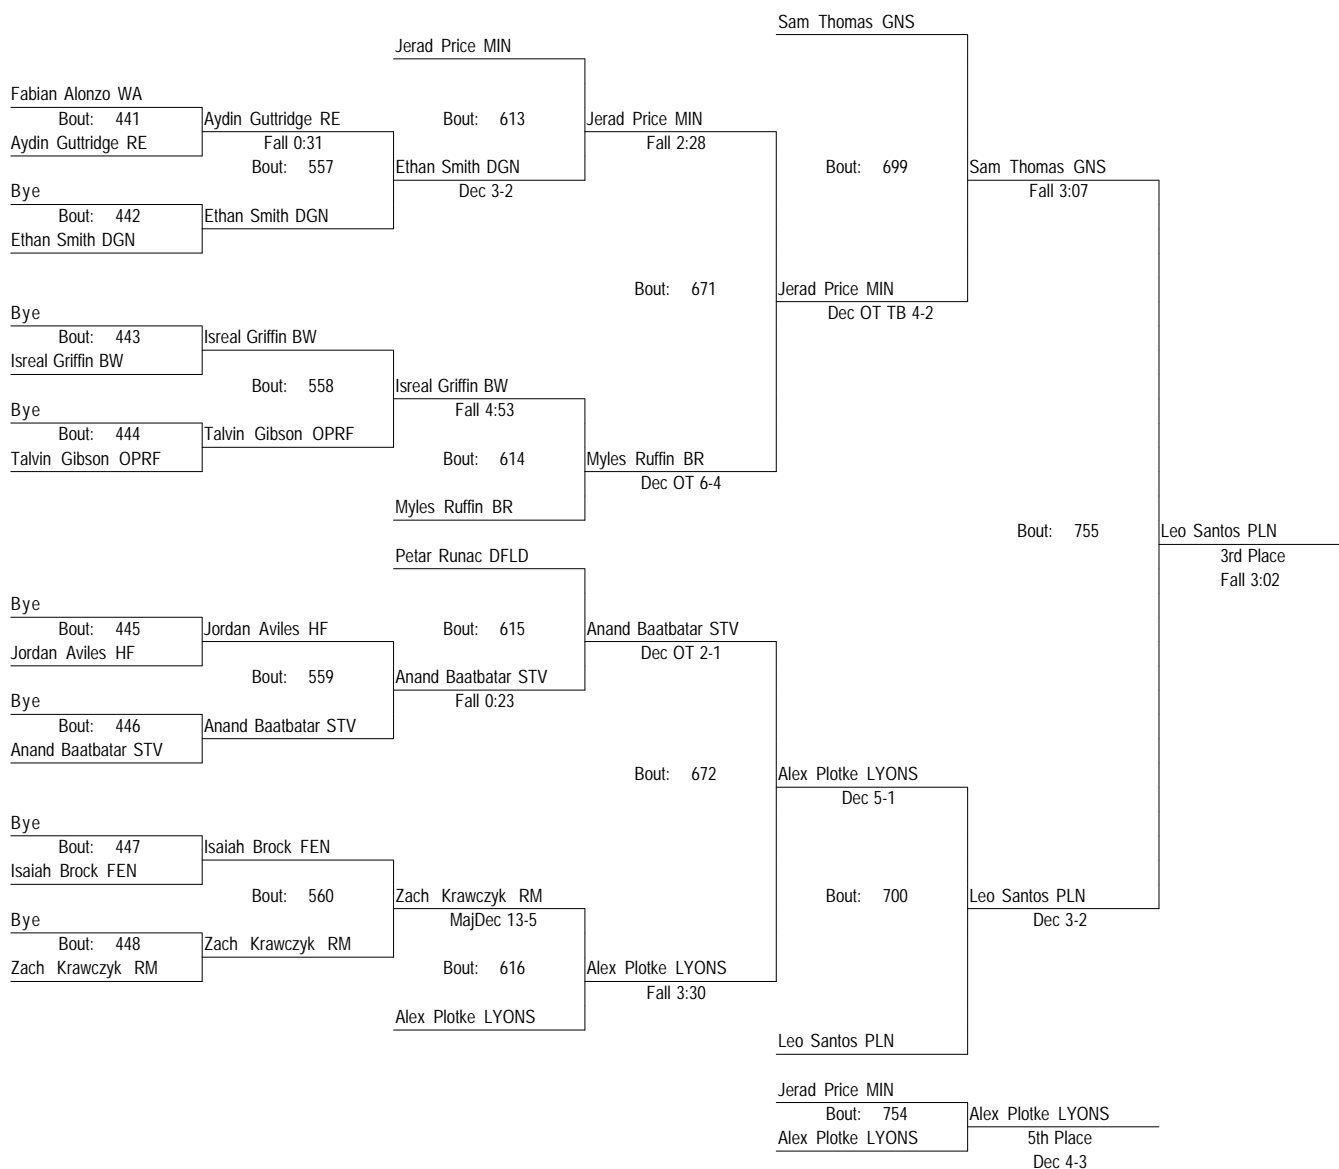 Sam Thomas GNS
Jerad Price MIN
Fabian Alonzo WA
Bout: 441
Aydin Guttridge RE
Aydin Guttridge RE
Fall 0:31
Bout: 557
Bout: 613
Jerad Price MIN
Fall 2:28
Ethan Smith DGN
Dec 3-2
Bout: 699
Sam Thomas GNS
Fall 3:07
Bye
Bout: 442
Ethan Smith DGN
Ethan Smith DGN
Bout: 671
Jerad Price MIN
Dec OT TB 4-2
Bye
Bout: 443
Isreal Griffin BW
Isreal Griffin BW
Bout: 558
Isreal Griffin BW
Fall 4:53
Bye
Bout: 444
Talvin Gibson OPRF
Talvin Gibson OPRF
Bout: 614
Myles Ruffin BR
Dec OT 6-4
Myles Ruffin BR
Bout: 755
Leo Santos PLN
3rd Place
Fall 3:02
Petar Runac DFLD
Bye
Bout: 445
Jordan Aviles HF
Jordan Aviles HF
Bout: 615
Anand Baatbatar STV
Dec OT 2-1
Bout: 559
Anand Baatbatar STV
Fall 0:23
Bye
Bout: 446
Anand Baatbatar STV
Anand Baatbatar STV
Bout: 672
Alex Plotke LYONS
Dec 5-1
Bye
Bout: 447
Isaiah Brock FEN
Isaiah Brock FEN
Bout: 560
Zach Krawczyk RM
MajDec 13-5
Bout: 700
Leo Santos PLN
Dec 3-2
Bye
Bout: 448
Zach Krawczyk RM
Zach Krawczyk RM
Bout: 616
Alex Plotke LYONS
Fall 3:30
Alex Plotke LYONS
Leo Santos PLN
Jerad Price MIN
Bout: 754
Alex Plotke LYONS
Alex Plotke LYONS
5th Place
Dec 4-3